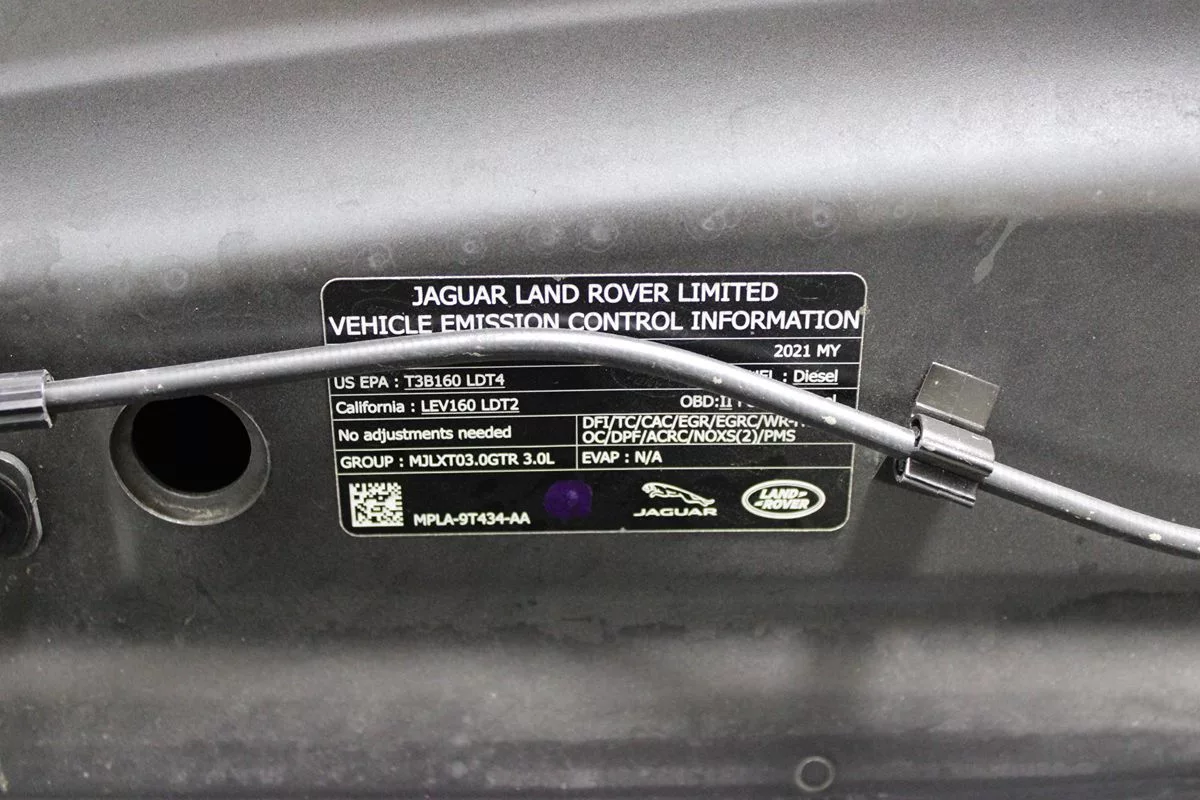 JAGUAR LAND ROVER LIMITED
VEHICLE EMISSION CONTROL INFORMATION
2021 MY
US EPA : T3B160 LDT4
: Diesel
California : LEV160 LDT2
OBD:II
No adjustments needed
DFI/TC/CAC/EGR/EGRC/
OC/DPF/ACRC/NOXS(2)/PMS
GROUP : MJLXT03.0GTR 3.0L
EVAP : N/A
MPLA-9T434-AA
JAGUAR
LAND-
-ROVER